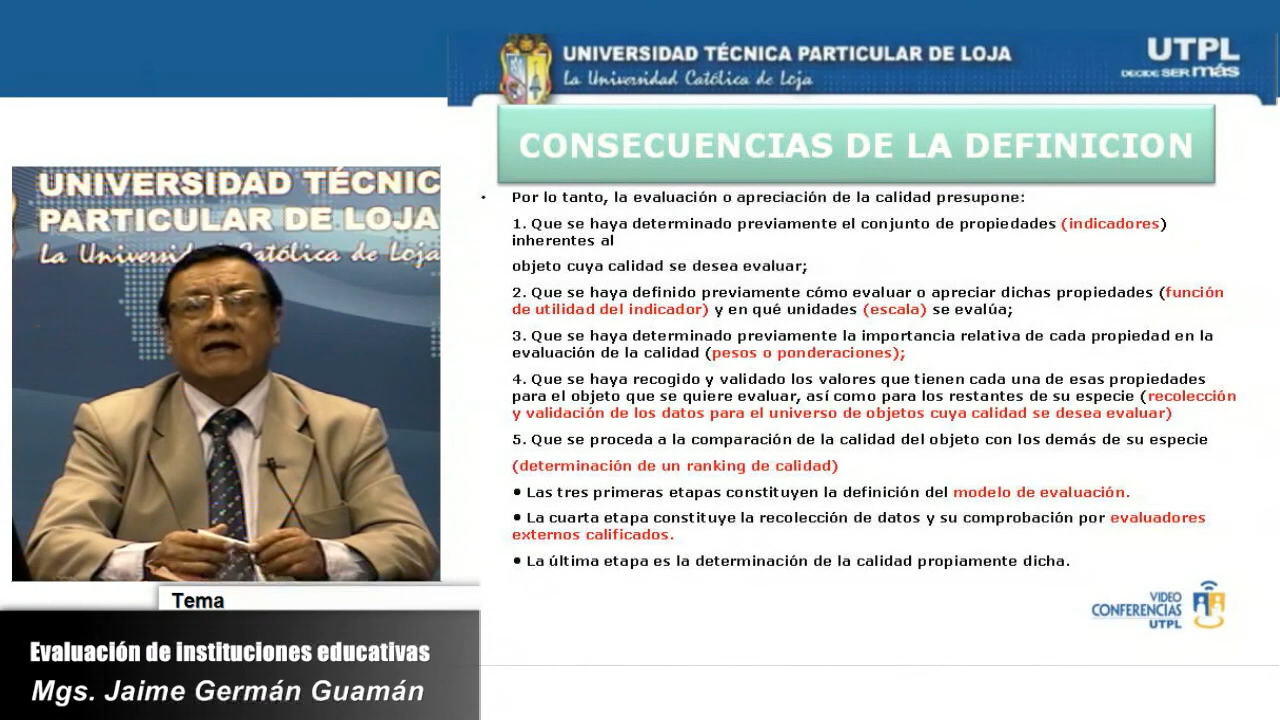 UNIVERSIDAD TÉCNICA PARTICULAR DE LOJA
La Universidad Católica de Loja
UTPL
DECIDE SER más
CONSECUENCIAS DE LA DEFINICION
• Por lo tanto, la evaluación o apreciación de la calidad presupone:
1. Que se haya determinado previamente el conjunto de propiedades (indicadores)
inherentes al
objeto cuya calidad se desea evaluar;
2. Que se haya definido previamente cómo evaluar o apreciar dichas propiedades (función
de utilidad del indicador) y en qué unidades (escala) se evalúa;
3. Que se haya determinado previamente la importancia relativa de cada propiedad en la
evaluación de la calidad (pesos o ponderaciones);
4. Que se haya recogido y validado los valores que tienen cada una de esas propiedades
para el objeto que se quiere evaluar, así como para los restantes de su especie (recolección
y validación de los datos para el universo de objetos cuya calidad se desea evaluar)
5. Que se proceda a la comparación de la calidad del objeto con los demás de su especie
(determinación de un ranking de calidad)
• Las tres primeras etapas constituyen la definición del modelo de evaluación.
• La cuarta etapa constituye la recolección de datos y su comprobación por evaluadores
externos calificados.
• La última etapa es la determinación de la calidad propiamente dicha.
VIDEO
CONFERENCIAS
UTPL
UNIVERSIDAD TÉCNIC
PARTICULAR DE LOJA
La Universid atólica de Loja
Tema
Evaluación de instituciones educativas
Mgs. Jaime Germán Guamán